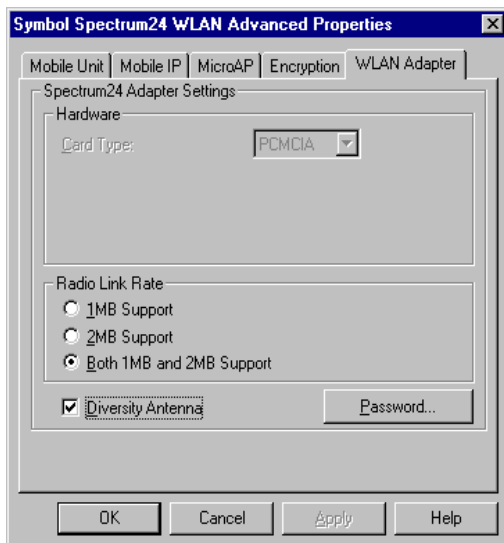 Symbol Spectrum24 WLAN Advanced Properties
Mobile Unit Mobile IP MicroAP Encryption WLAN Adapter
Spectrum24 Adapter Settings
Hardware
Card Type: PCMCIA
Radio Link Rate
1MB Support
2MB Support
Both 1MB and 2MB Support
Diversity Antenna Password...
OK Cancel Apply Help